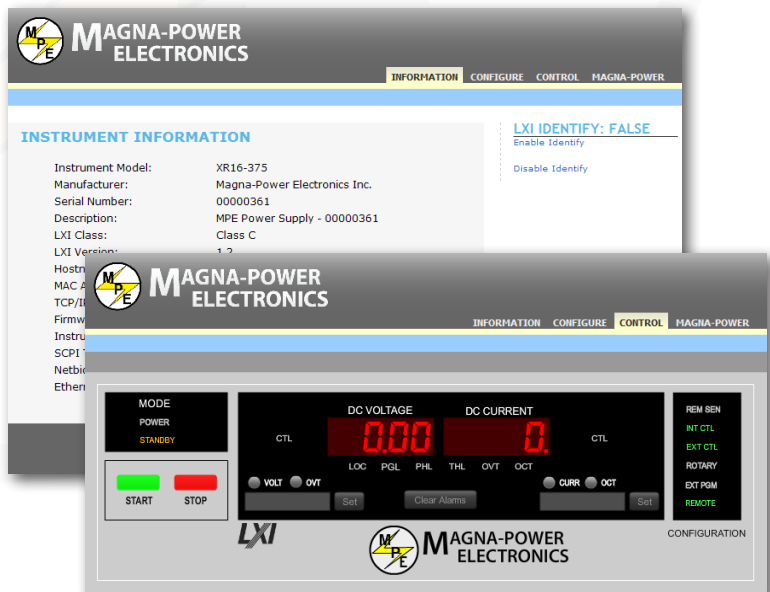 MPE
MAGNA-POWER
ELECTRONICS
INFORMATION CONFIGURE CONTROL MAGNA-POWER
INSTRUMENT INFORMATION
Instrument Model: XR16-375
Manufacturer: Magna-Power Electronics Inc.
Serial Number: 00000361
Description: MPE Power Supply - 00000361
LXI Class: Class C
LXI Version: 1.2
LXI IDENTIFY: FALSE
Enable Identify
Disable Identify
MAC
SCPI
MPE
MAGNA-POWER
ELECTRONICS
INFORMATION CONFIGURE CONTROL MAGNA-POWER
MODE
POWER
STANDBY
START STOP
DC VOLTAGE DC CURRENT
CTL 0.00 0. CTL
LOC PGL PHL THL OVT OCT
VOLT OVT CURR OCT
Set Clear Alarms Set
REM SEN
INT CTL
EXT CTL
ROTARY
EXT PGM
REMOTE
CONFIGURATION
LXI
MPE
MAGNA-POWER
ELECTRONICS